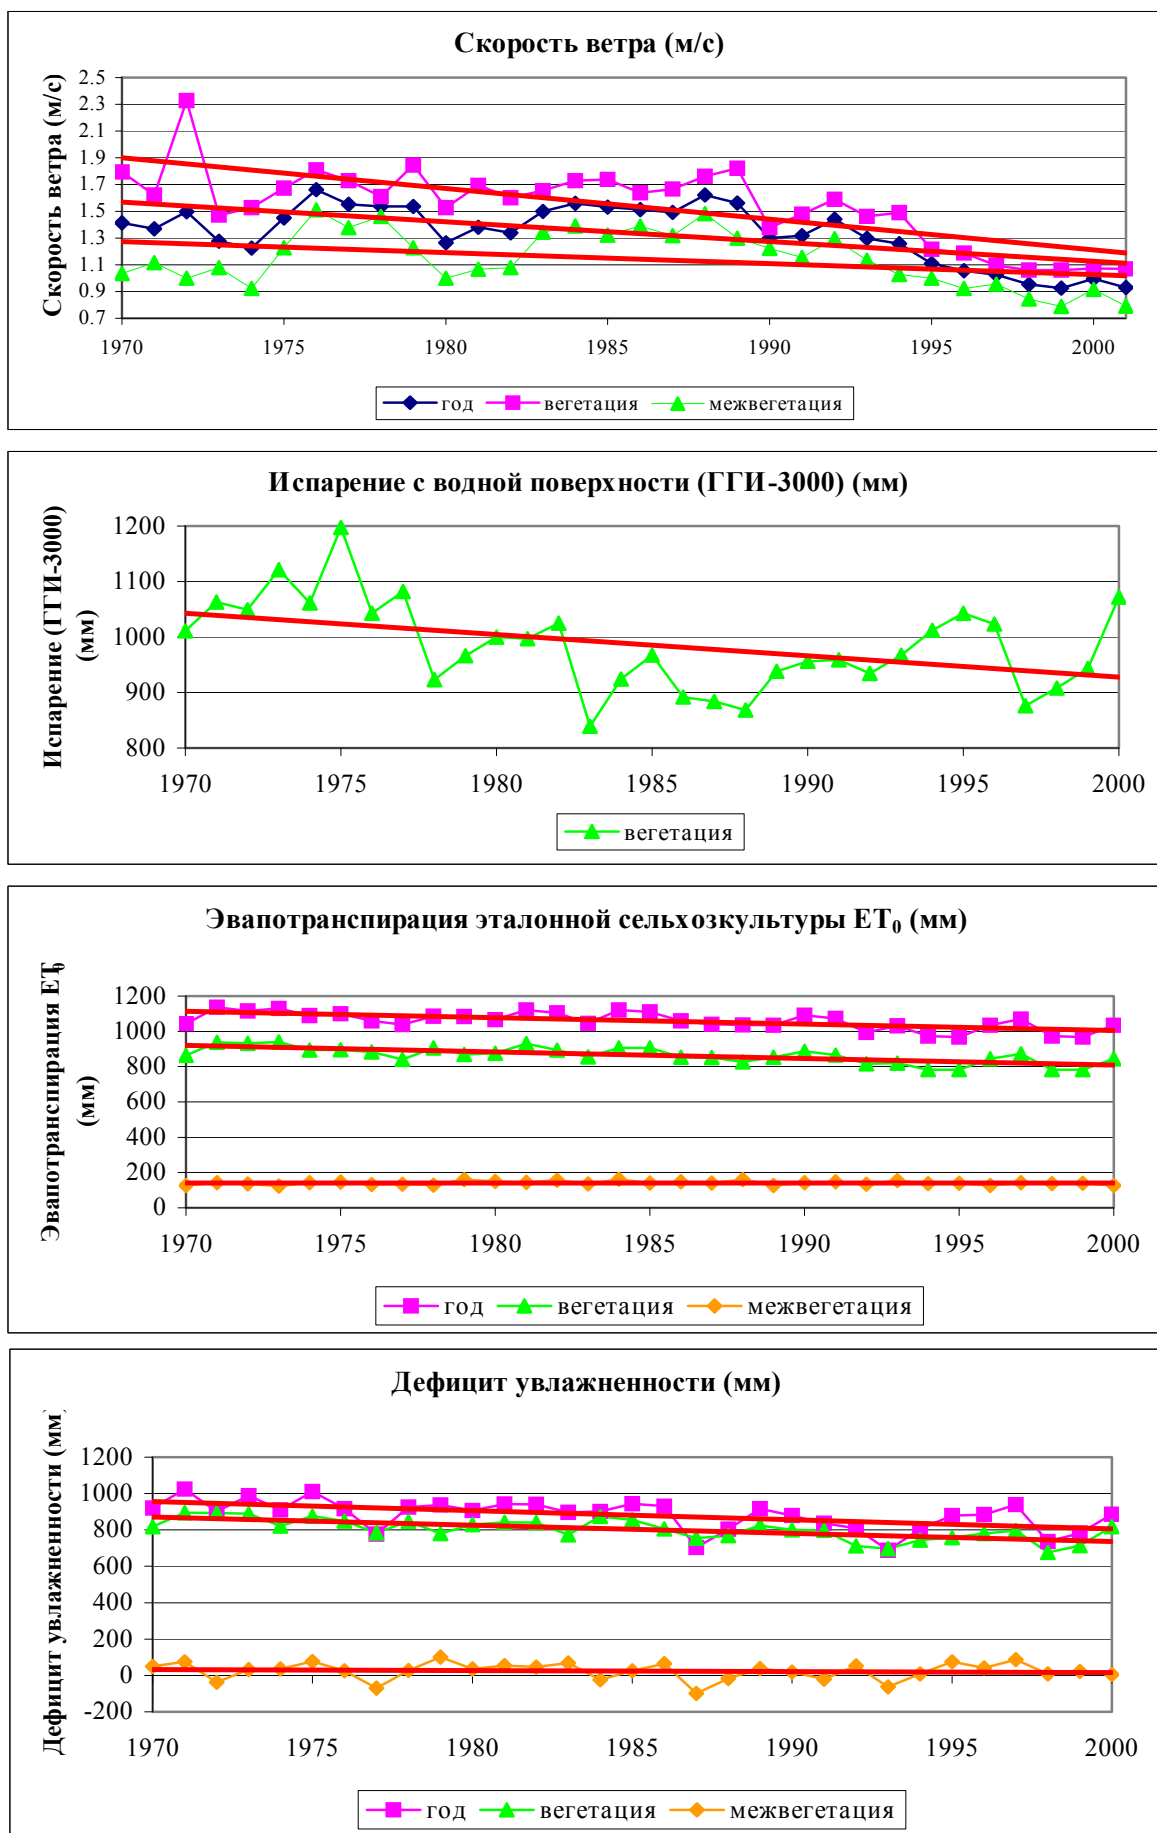 Скорость ветра (м/с)
Скорость ветра (м/с)
2.5
2.3
2.1
1.9
1.7
1.5
1.3
1.1
0.9
0.7
1970 1975 1980 1985 1990 1995 2000
год вегетация межвегетация
Испарение с водной поверхности (ГГИ-3000) (мм)
Испарение (ГГИ-3000)
(мм)
1200
1100
1000
900
800
1970 1975 1980 1985 1990 1995 2000
вегетация
Эвапотранспирация эталонной сельхозкультуры ET₀ (мм)
Эвапотранспирация ET₀
(мм)
1200
1000
800
600
400
200
0
1970 1975 1980 1985 1990 1995 2000
год вегетация межвегетация
Дефицит увлажненности (мм)
Дефицит увлажненности (мм)
1200
1000
800
600
400
200
0
-200
1970 1975 1980 1985 1990 1995 2000
год вегетация межвегетация